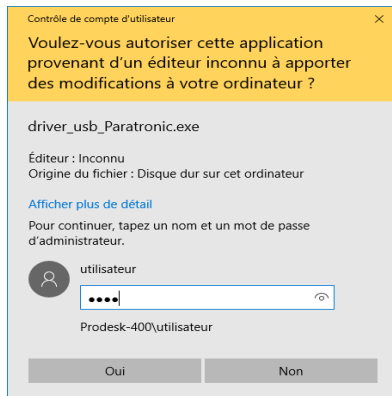 Contrôle de compte d'utilisateur
Voulez-vous autoriser cette application
provenant d'un éditeur inconnu à apporter
des modifications à votre ordinateur ?
driver_usb_Paratronic.exe
Éditeur : Inconnu
Origine du fichier : Disque dur sur cet ordinateur
Afficher plus de détail
Pour continuer, tapez un nom et un mot de passe
d'administrateur.
utilisateur
••••
Prodesk-400\utilisateur
Oui Non